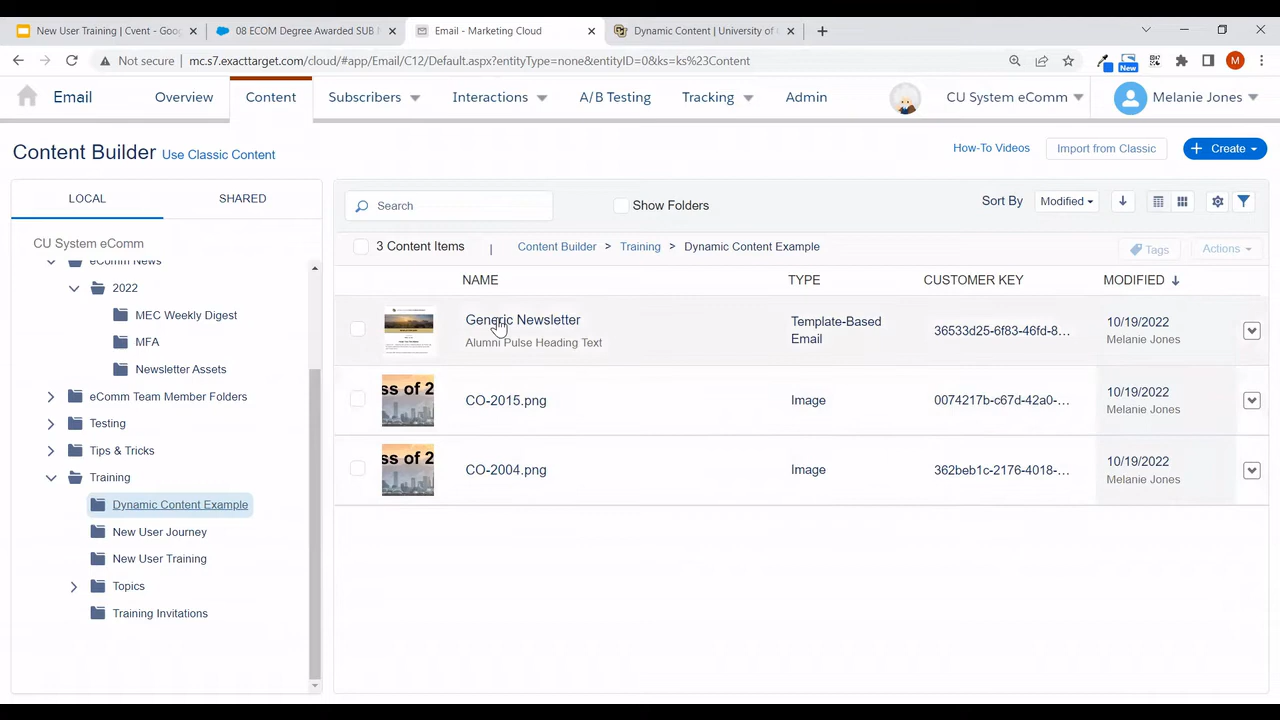 New User Training | Cvent - Goo
08 ECOM Degree Awarded SUB
Email - Marketing Cloud
Dynamic Content | University of
Not secure | mc.s7.exacttarget.com/cloud/#app/Email/C12/Default.aspx?entityType=none&entityID=0&ks=ks%23Content
New
M
Email
Overview
Content
Subscribers
Interactions
A/B Testing
Tracking
Admin
CU System eComm
Melanie Jones
Content Builder Use Classic Content
How-To Videos
Import from Classic
Create
LOCAL
SHARED
Search
Show Folders
Sort By
Modified
CU System eComm
3 Content Items | Content Builder > Training > Dynamic Content Example
Tags
Actions
eComm News
2022
MEC Weekly Digest
MFA
Newsletter Assets
eComm Team Member Folders
Testing
Tips & Tricks
Training
Dynamic Content Example
New User Journey
New User Training
Topics
Training Invitations
NAME TYPE CUSTOMER KEY MODIFIED
Generic Newsletter
Alumni Pulse Heading Text
Template-Based
Email
36533d25-6f83-46fd-8...
10/19/2022
Melanie Jones
ss of 2
CO-2015.png
Image
0074217b-c67d-42a0-...
10/19/2022
Melanie Jones
ss of 2
CO-2004.png
Image
362beb1c-2176-4018-...
10/19/2022
Melanie Jones